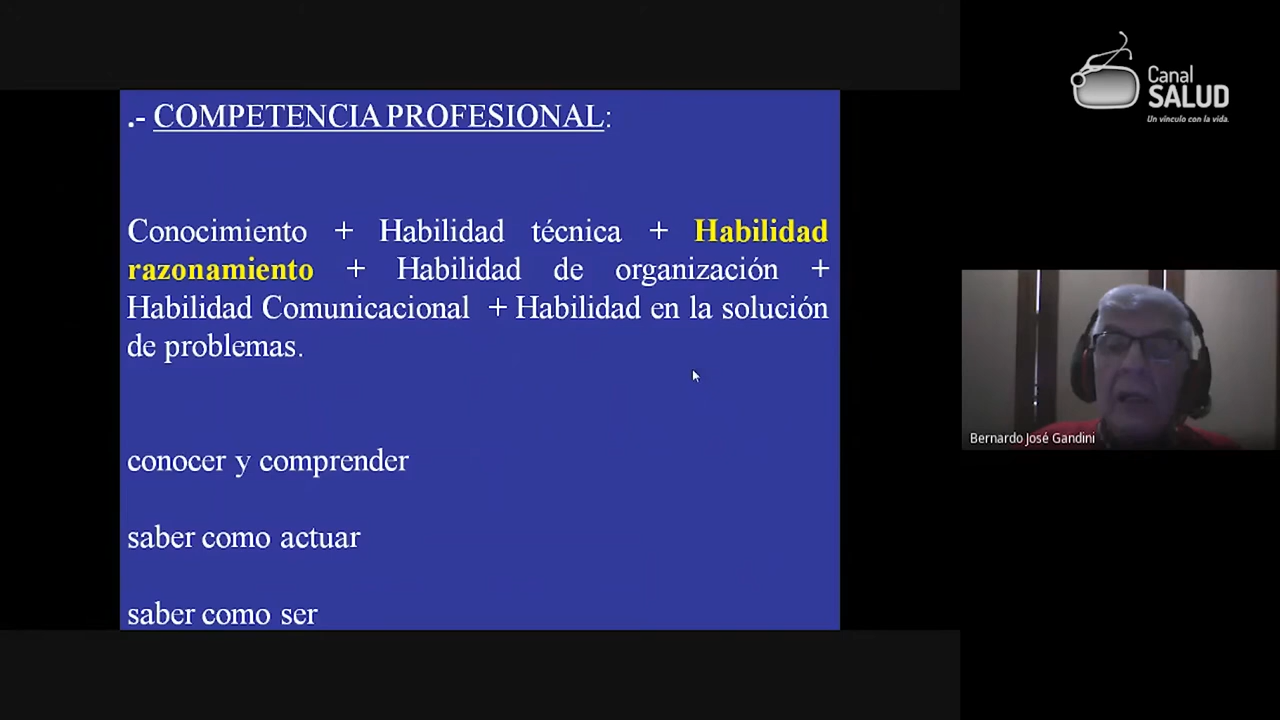 .- COMPETENCIA PROFESIONAL:
Conocimiento + Habilidad técnica + Habilidad
razonamiento + Habilidad de organización +
Habilidad Comunicacional + Habilidad en la solución
de problemas.
conocer y comprender
saber como actuar
saber como ser
Canal
SALUD
Un vínculo con la vida.
Bernardo José Gandini